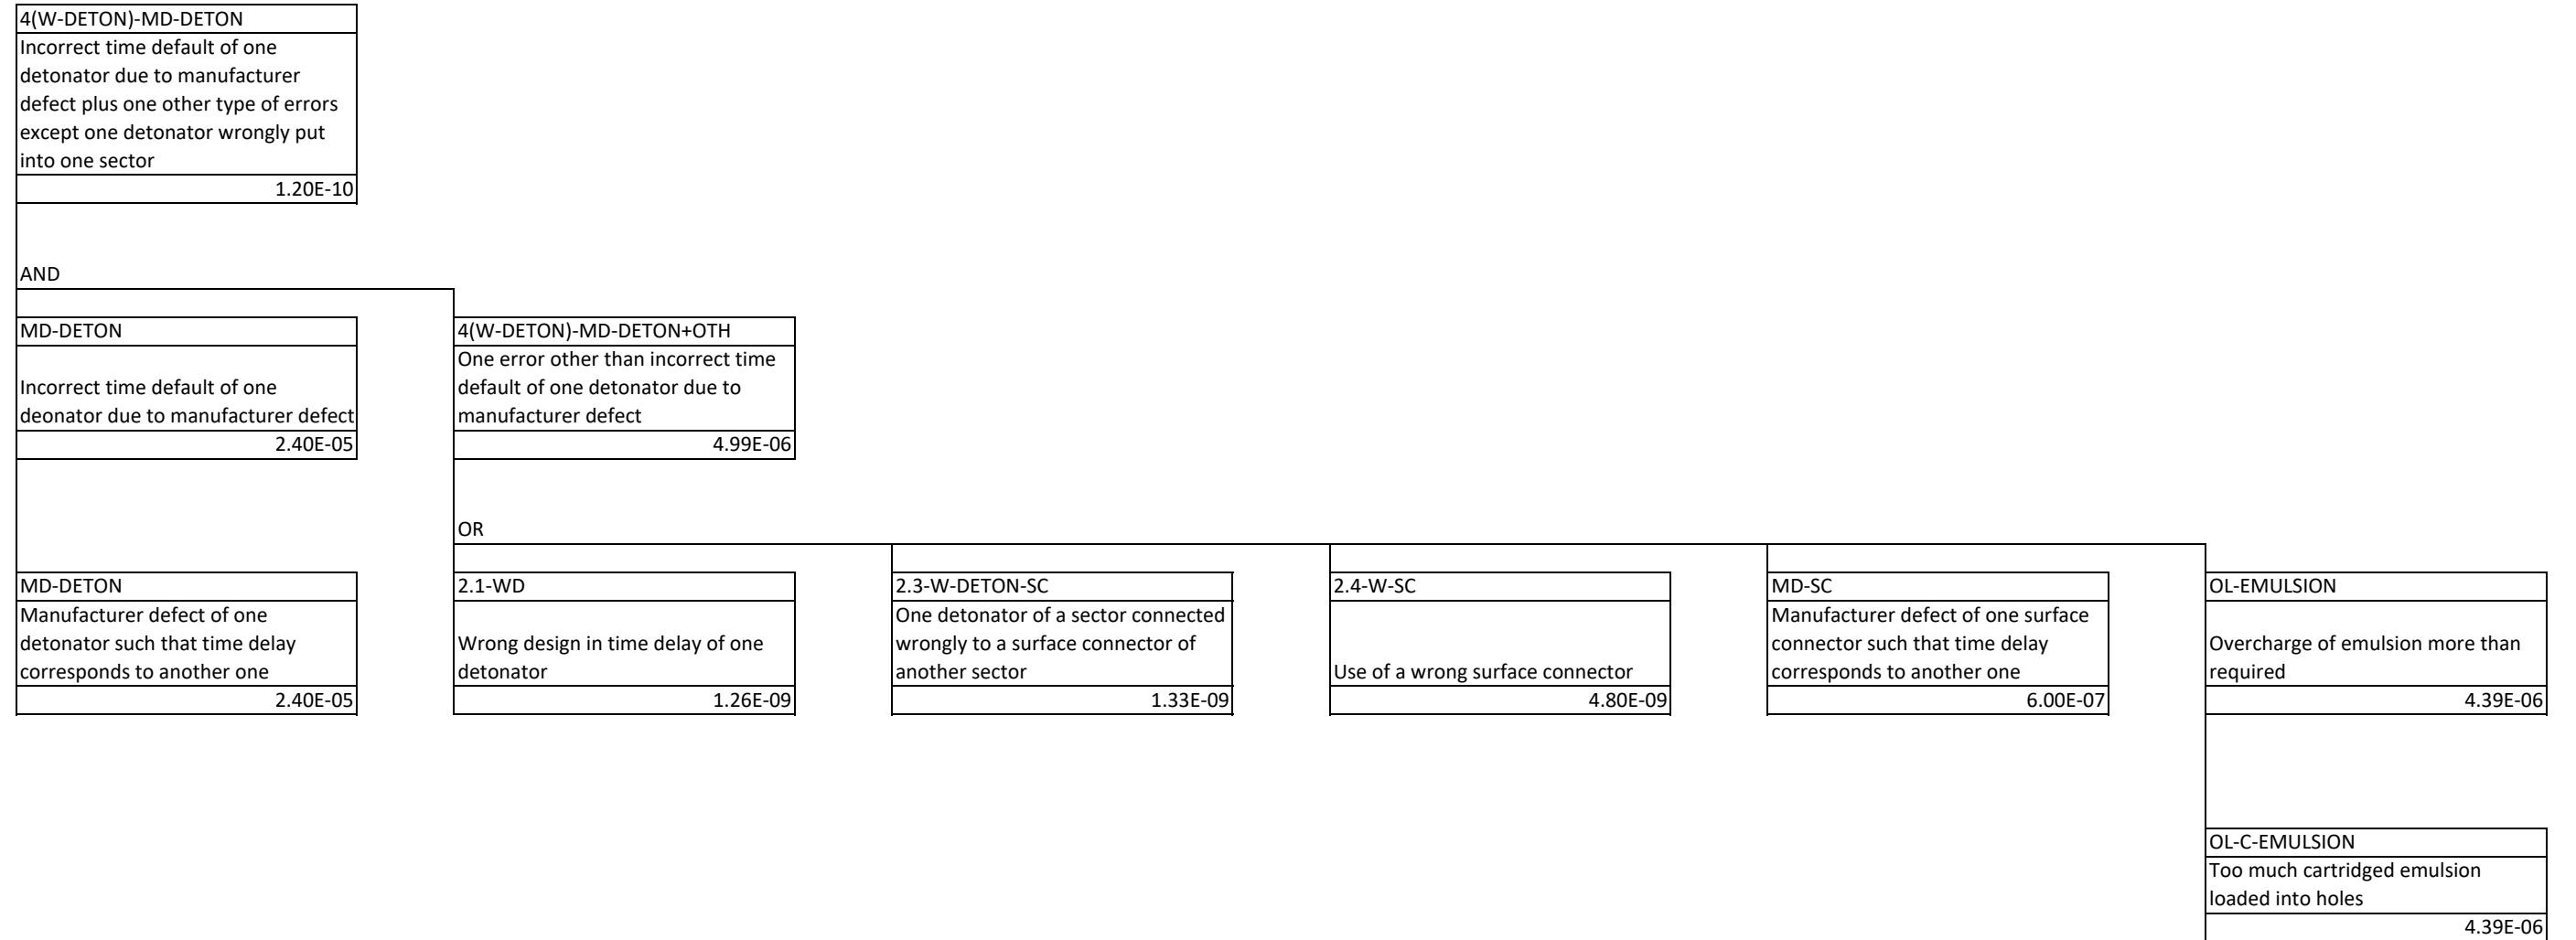 4(W-DETON)-MD-DETON
Incorrect time default of one
detonator due to manufacturer
defect plus one other type of errors
except one detonator wrongly put
into one sector
1.20E-10
AND
MD-DETON
Incorrect time default of one
deonator due to manufacturer defect
2.40E-05
4(W-DETON)-MD-DETON+OTH
One error other than incorrect time
default of one detonator due to
manufacturer defect
4.99E-06
OR
MD-DETON
Manufacturer defect of one
detonator such that time delay
corresponds to another one
2.40E-05
2.1-WD
Wrong design in time delay of one
detonator
1.26E-09
2.3-W-DETON-SC
One detonator of a sector connected
wrongly to a surface connector of
another sector
1.33E-09
2.4-W-SC
Use of a wrong surface connector
4.80E-09
MD-SC
Manufacturer defect of one surface
connector such that time delay
corresponds to another one
6.00E-07
OL-EMULSION
Overcharge of emulsion more than
required
4.39E-06
OL-C-EMULSION
Too much cartridged emulsion
loaded into holes
4.39E-06